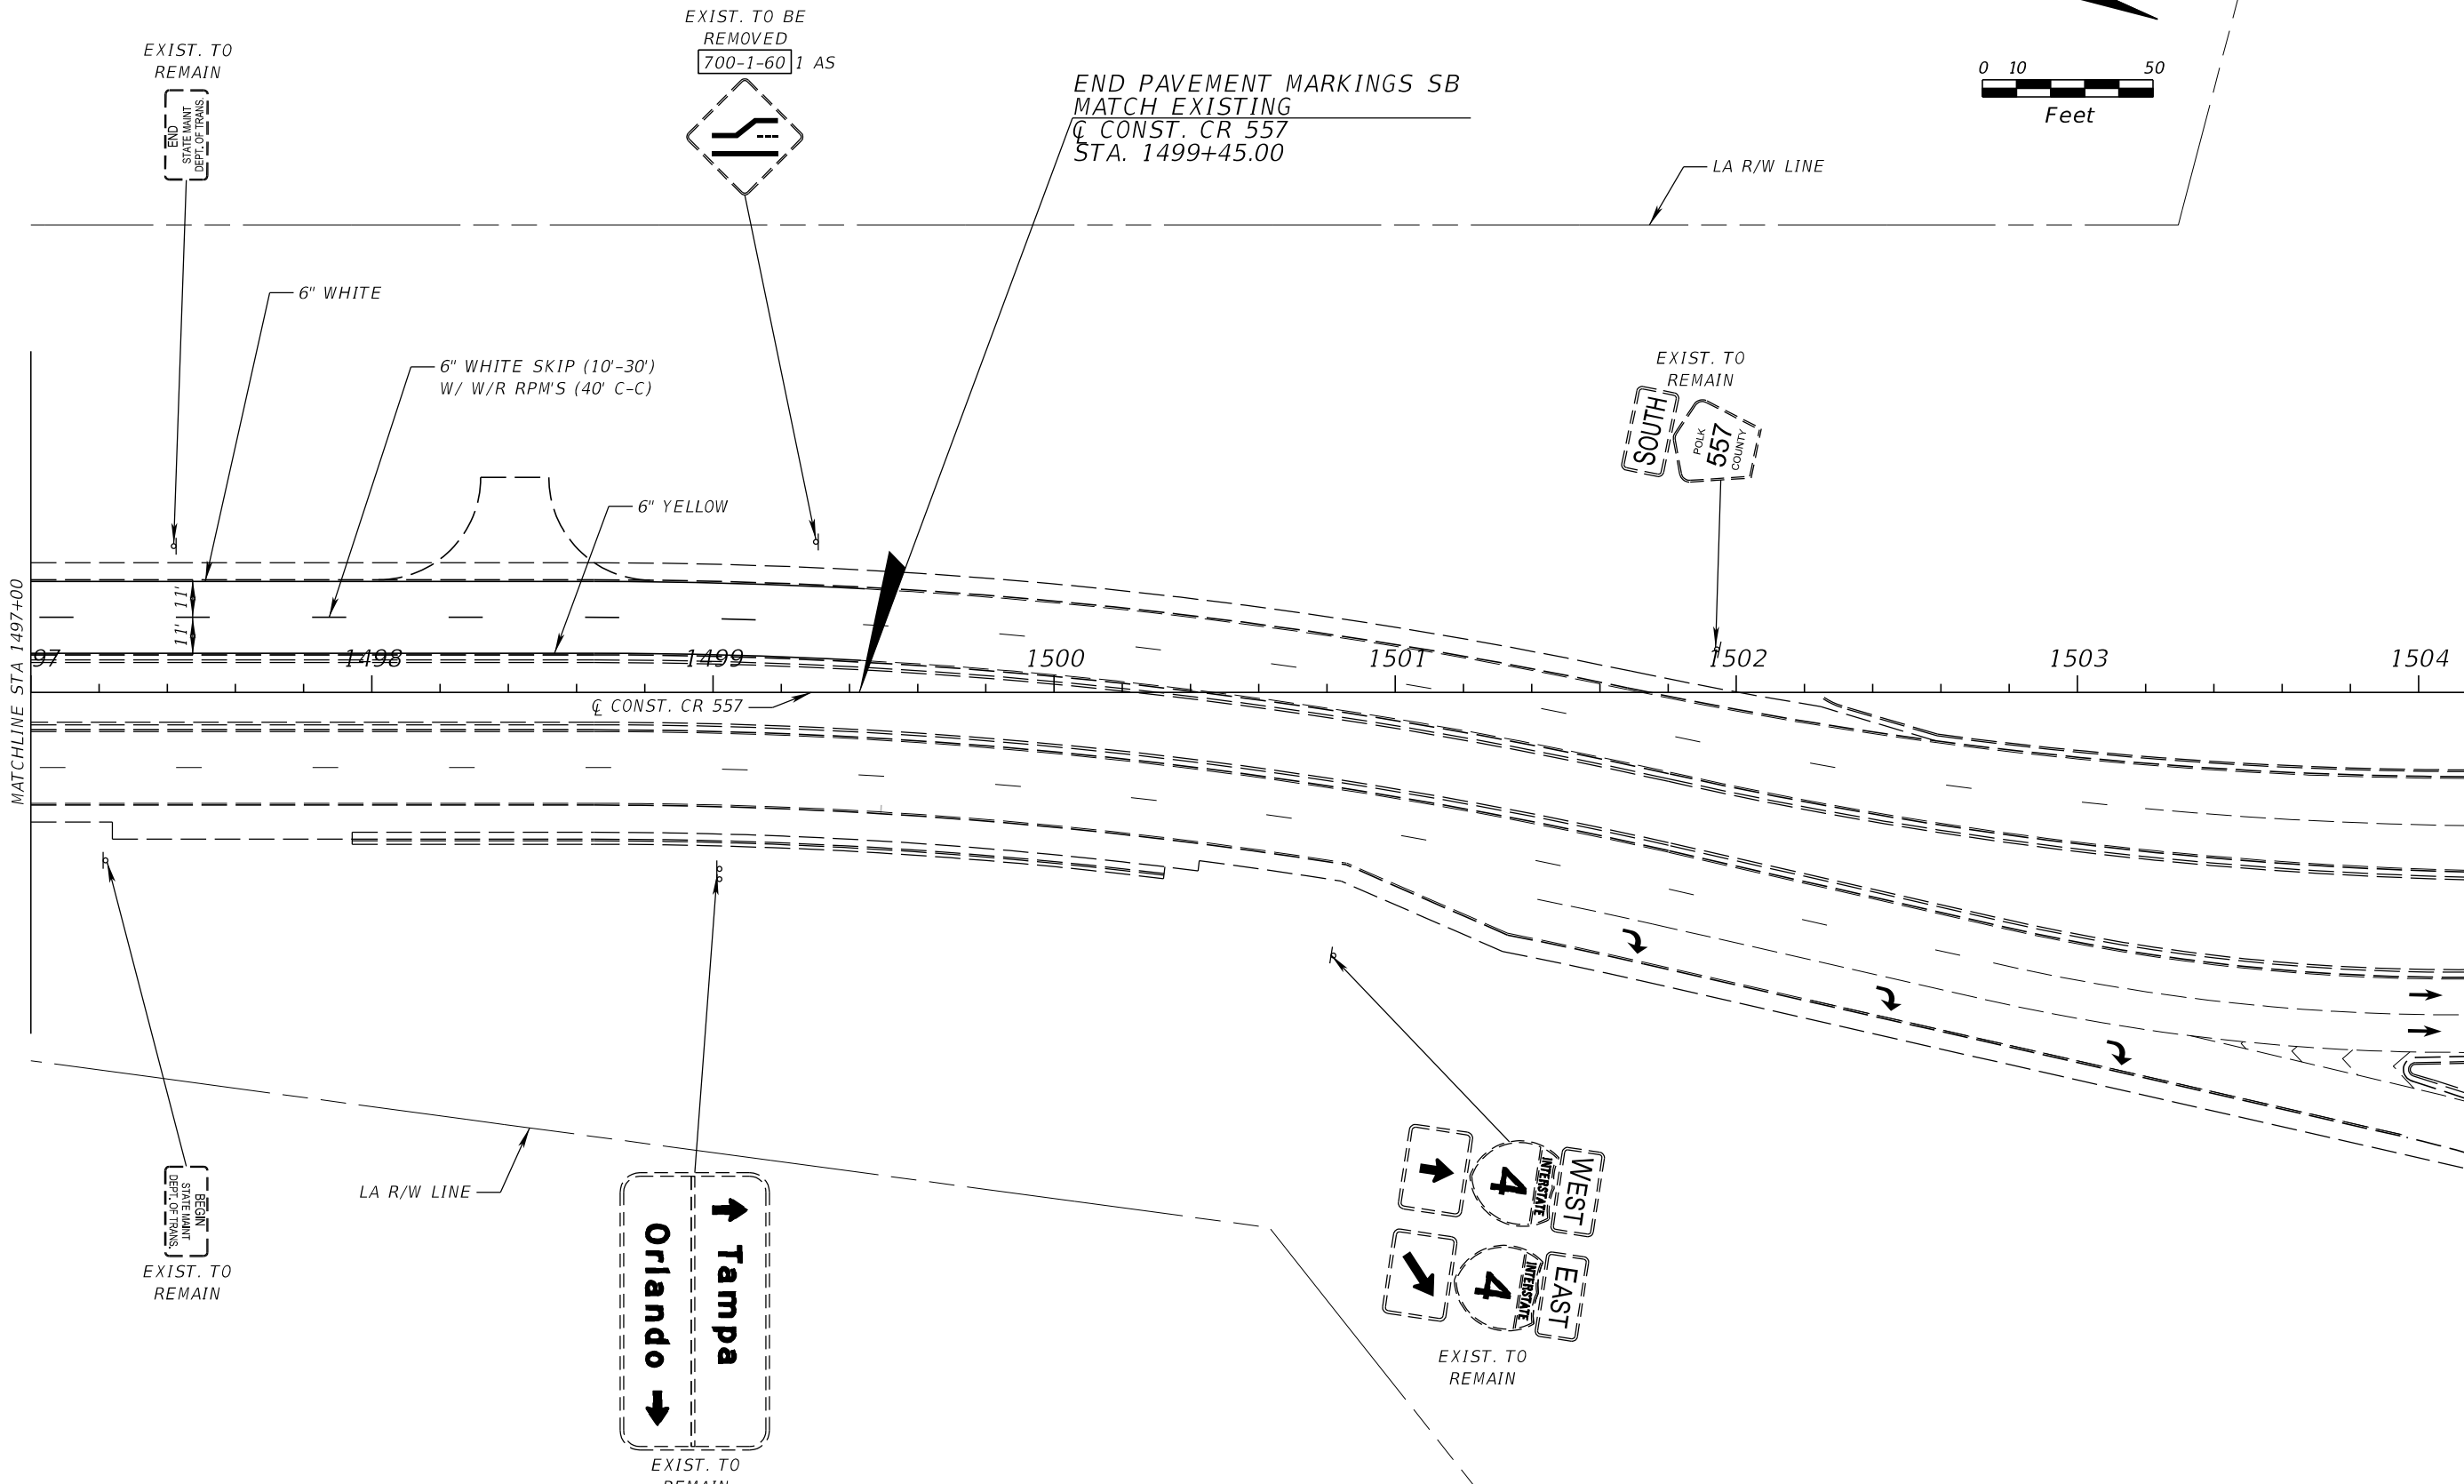 EXIST. TO BE
REMOVED
700-1-60 1 AS
EXIST. TO
REMAIN
END
STATE MAINT
DEPT. OF TRANS.
END PAVEMENT MARKINGS SB
MATCH EXISTING
℄ CONST. CR 557
STA. 1499+45.00
0 10 50
Feet
LA R/W LINE
6" WHITE
6" WHITE SKIP (10'-30')
W/ W/R RPM'S (40' C-C)
6" YELLOW
EXIST. TO
REMAIN
SOUTH
POLK
557
COUNTY
MATCHLINE STA 1497+00
11'
11'
97 1498 1499 1500 1501 1502 1503 1504
℄ CONST. CR 557
BEGIN
STATE MAINT
DEPT. OF TRANS.
EXIST. TO
REMAIN
LA R/W LINE
Tampa
Orlando
EXIST. TO
REMAIN
WEST
INTERSTATE
4
EAST
INTERSTATE
4
EXIST. TO
REMAIN